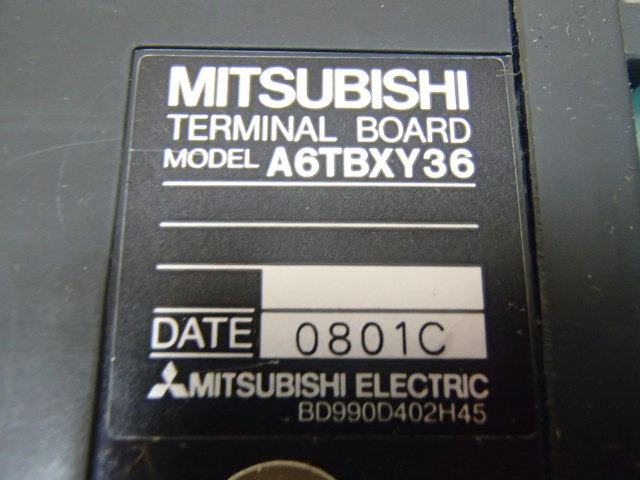 MITSUBISHI
TERMINAL BOARD
MODEL A6TBXY36
DATE 0801C
MITSUBISHI ELECTRIC
BD990D402H45